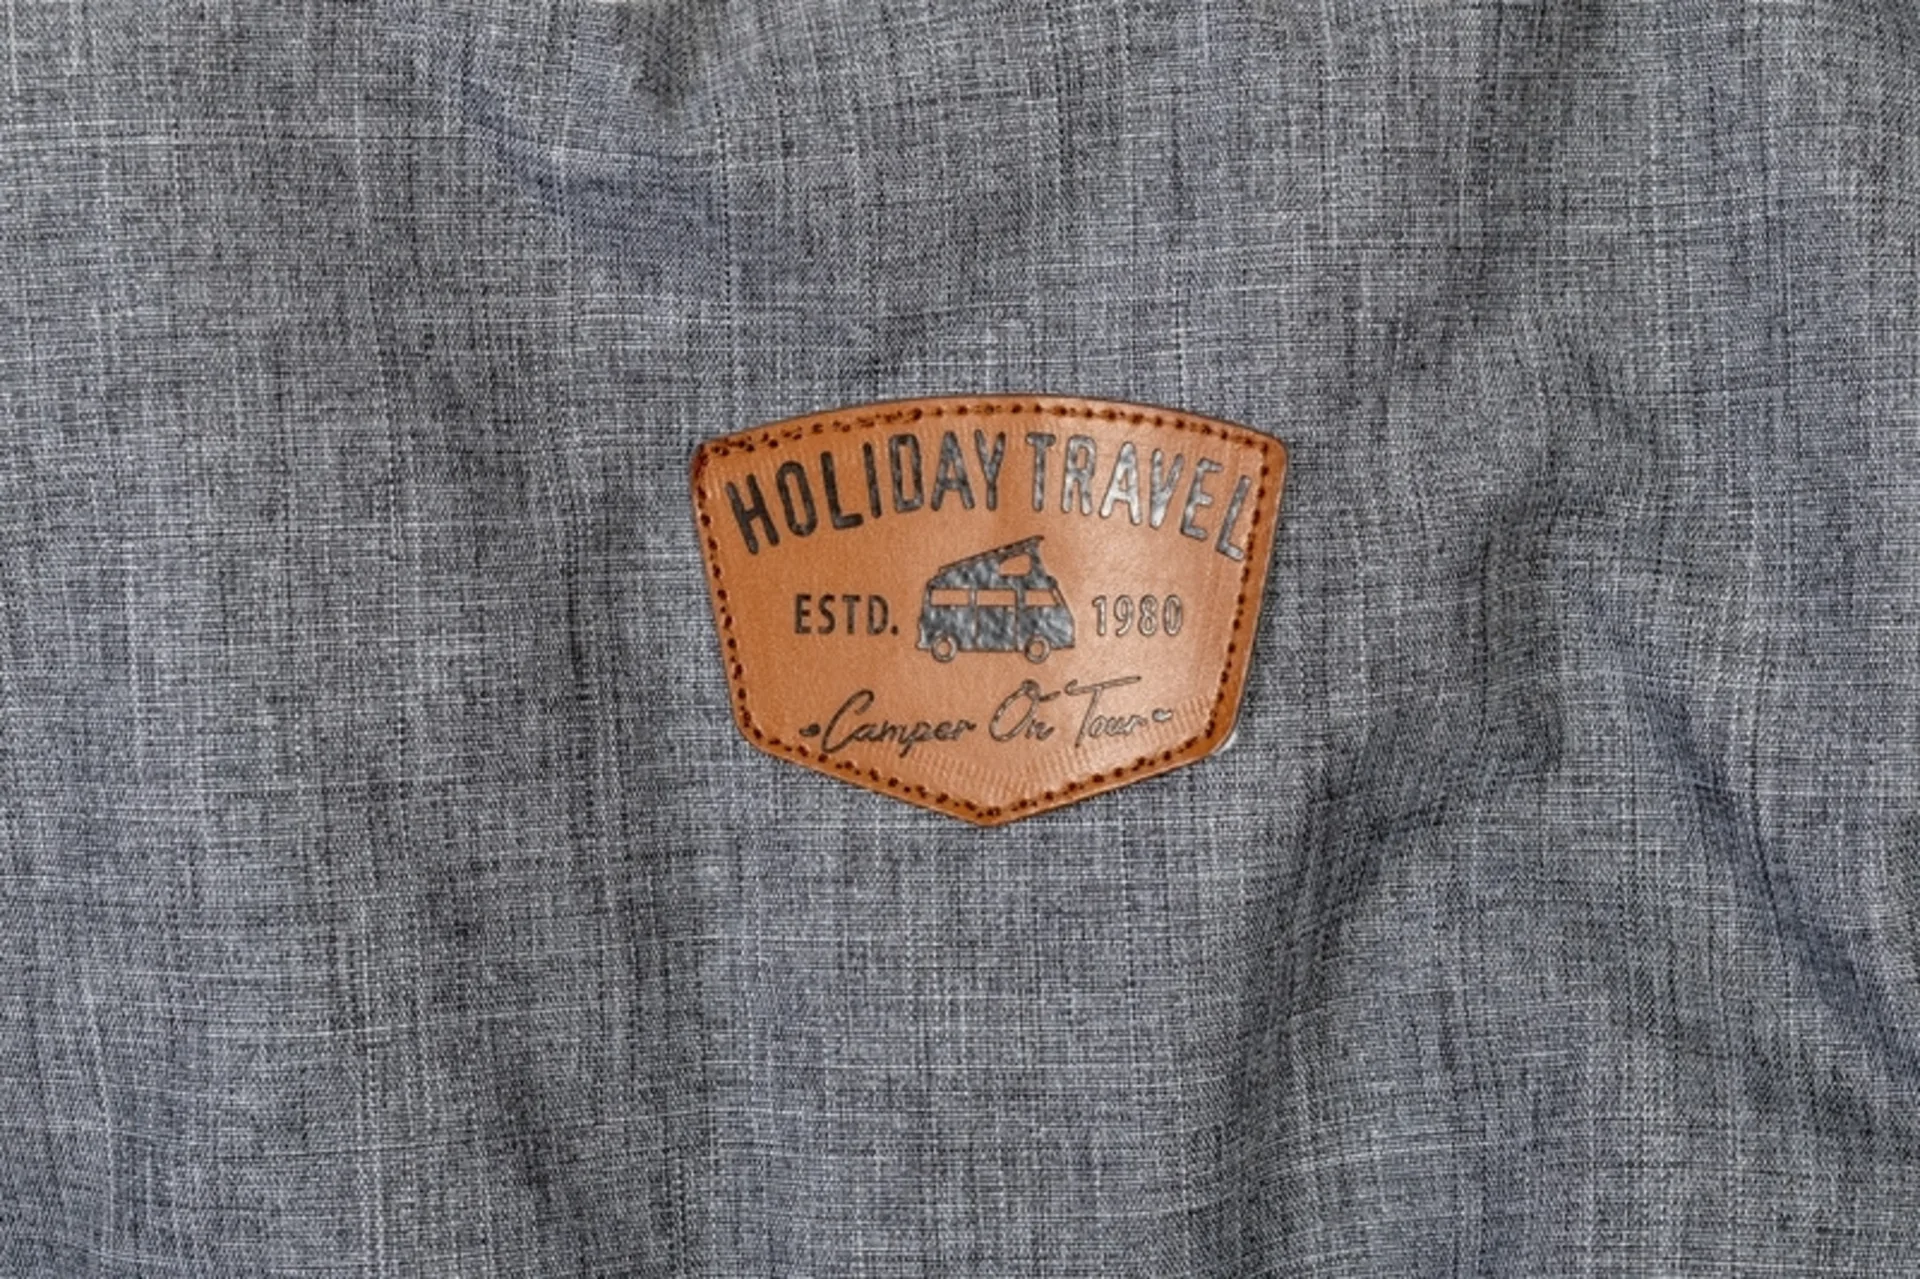 HOLIDAY TRAVEL
ESTD. 1980
Camper On Tour